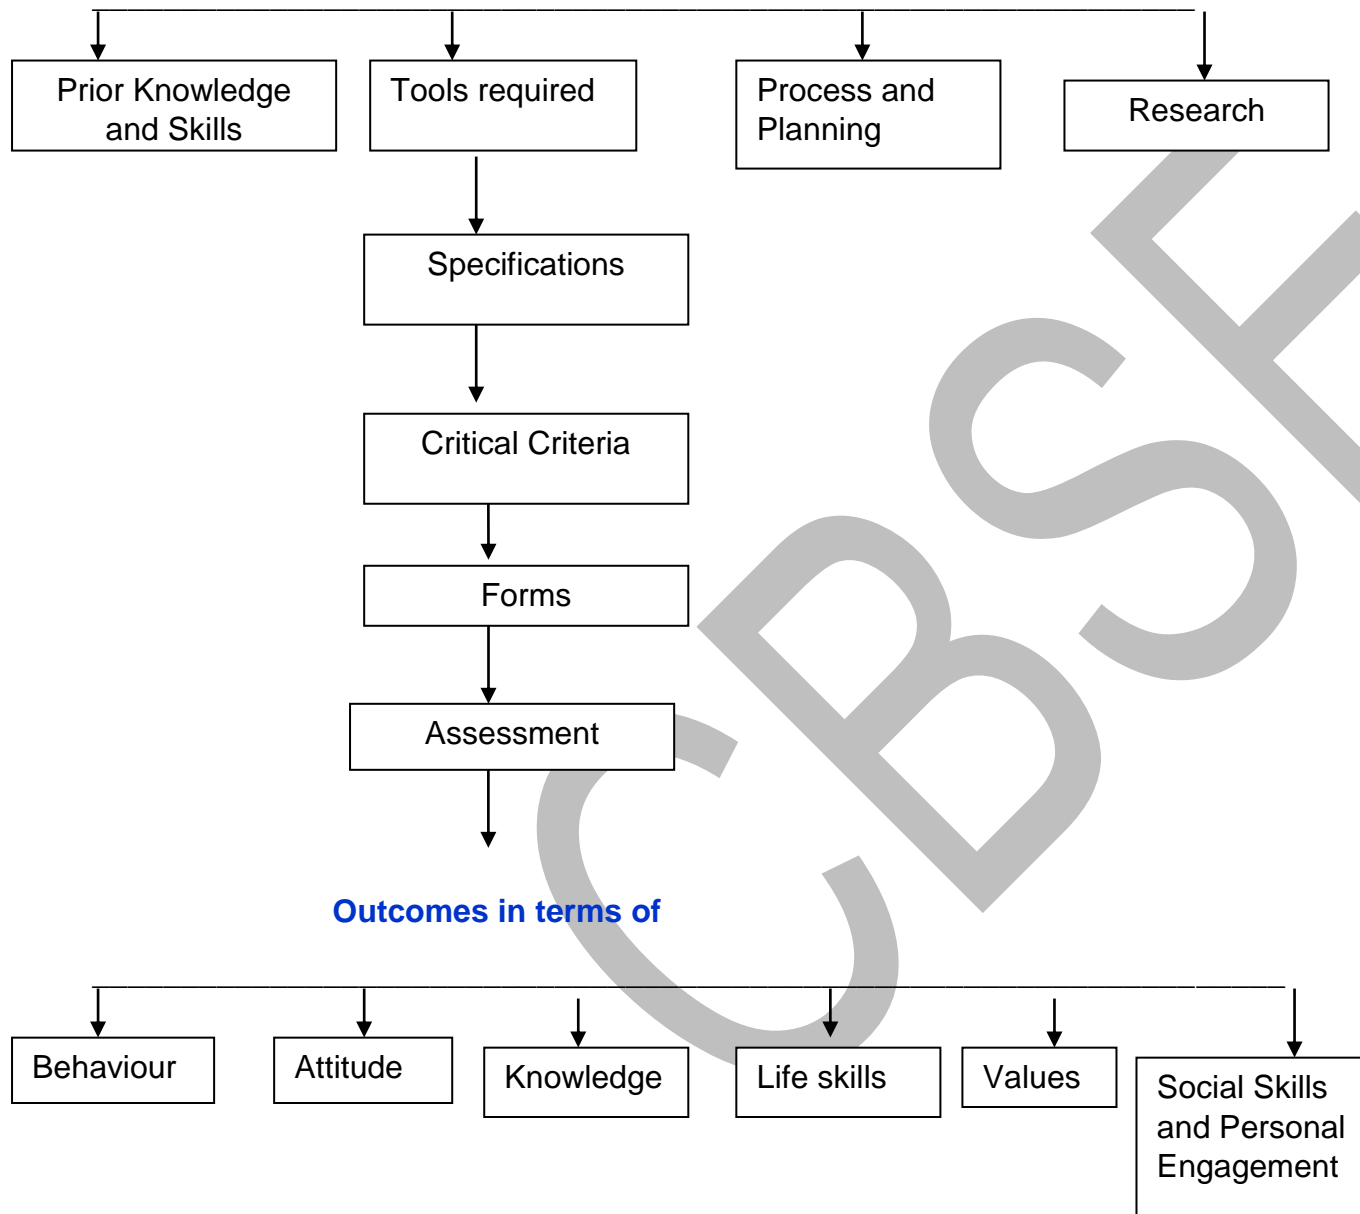 Prior Knowledge
and Skills
Tools required
Process and
Planning
Research
Specifications
Critical Criteria
Forms
Assessment
Outcomes in terms of
Behaviour
Attitude
Knowledge
Life skills
Values
Social Skills
and Personal
Engagement
CBSE